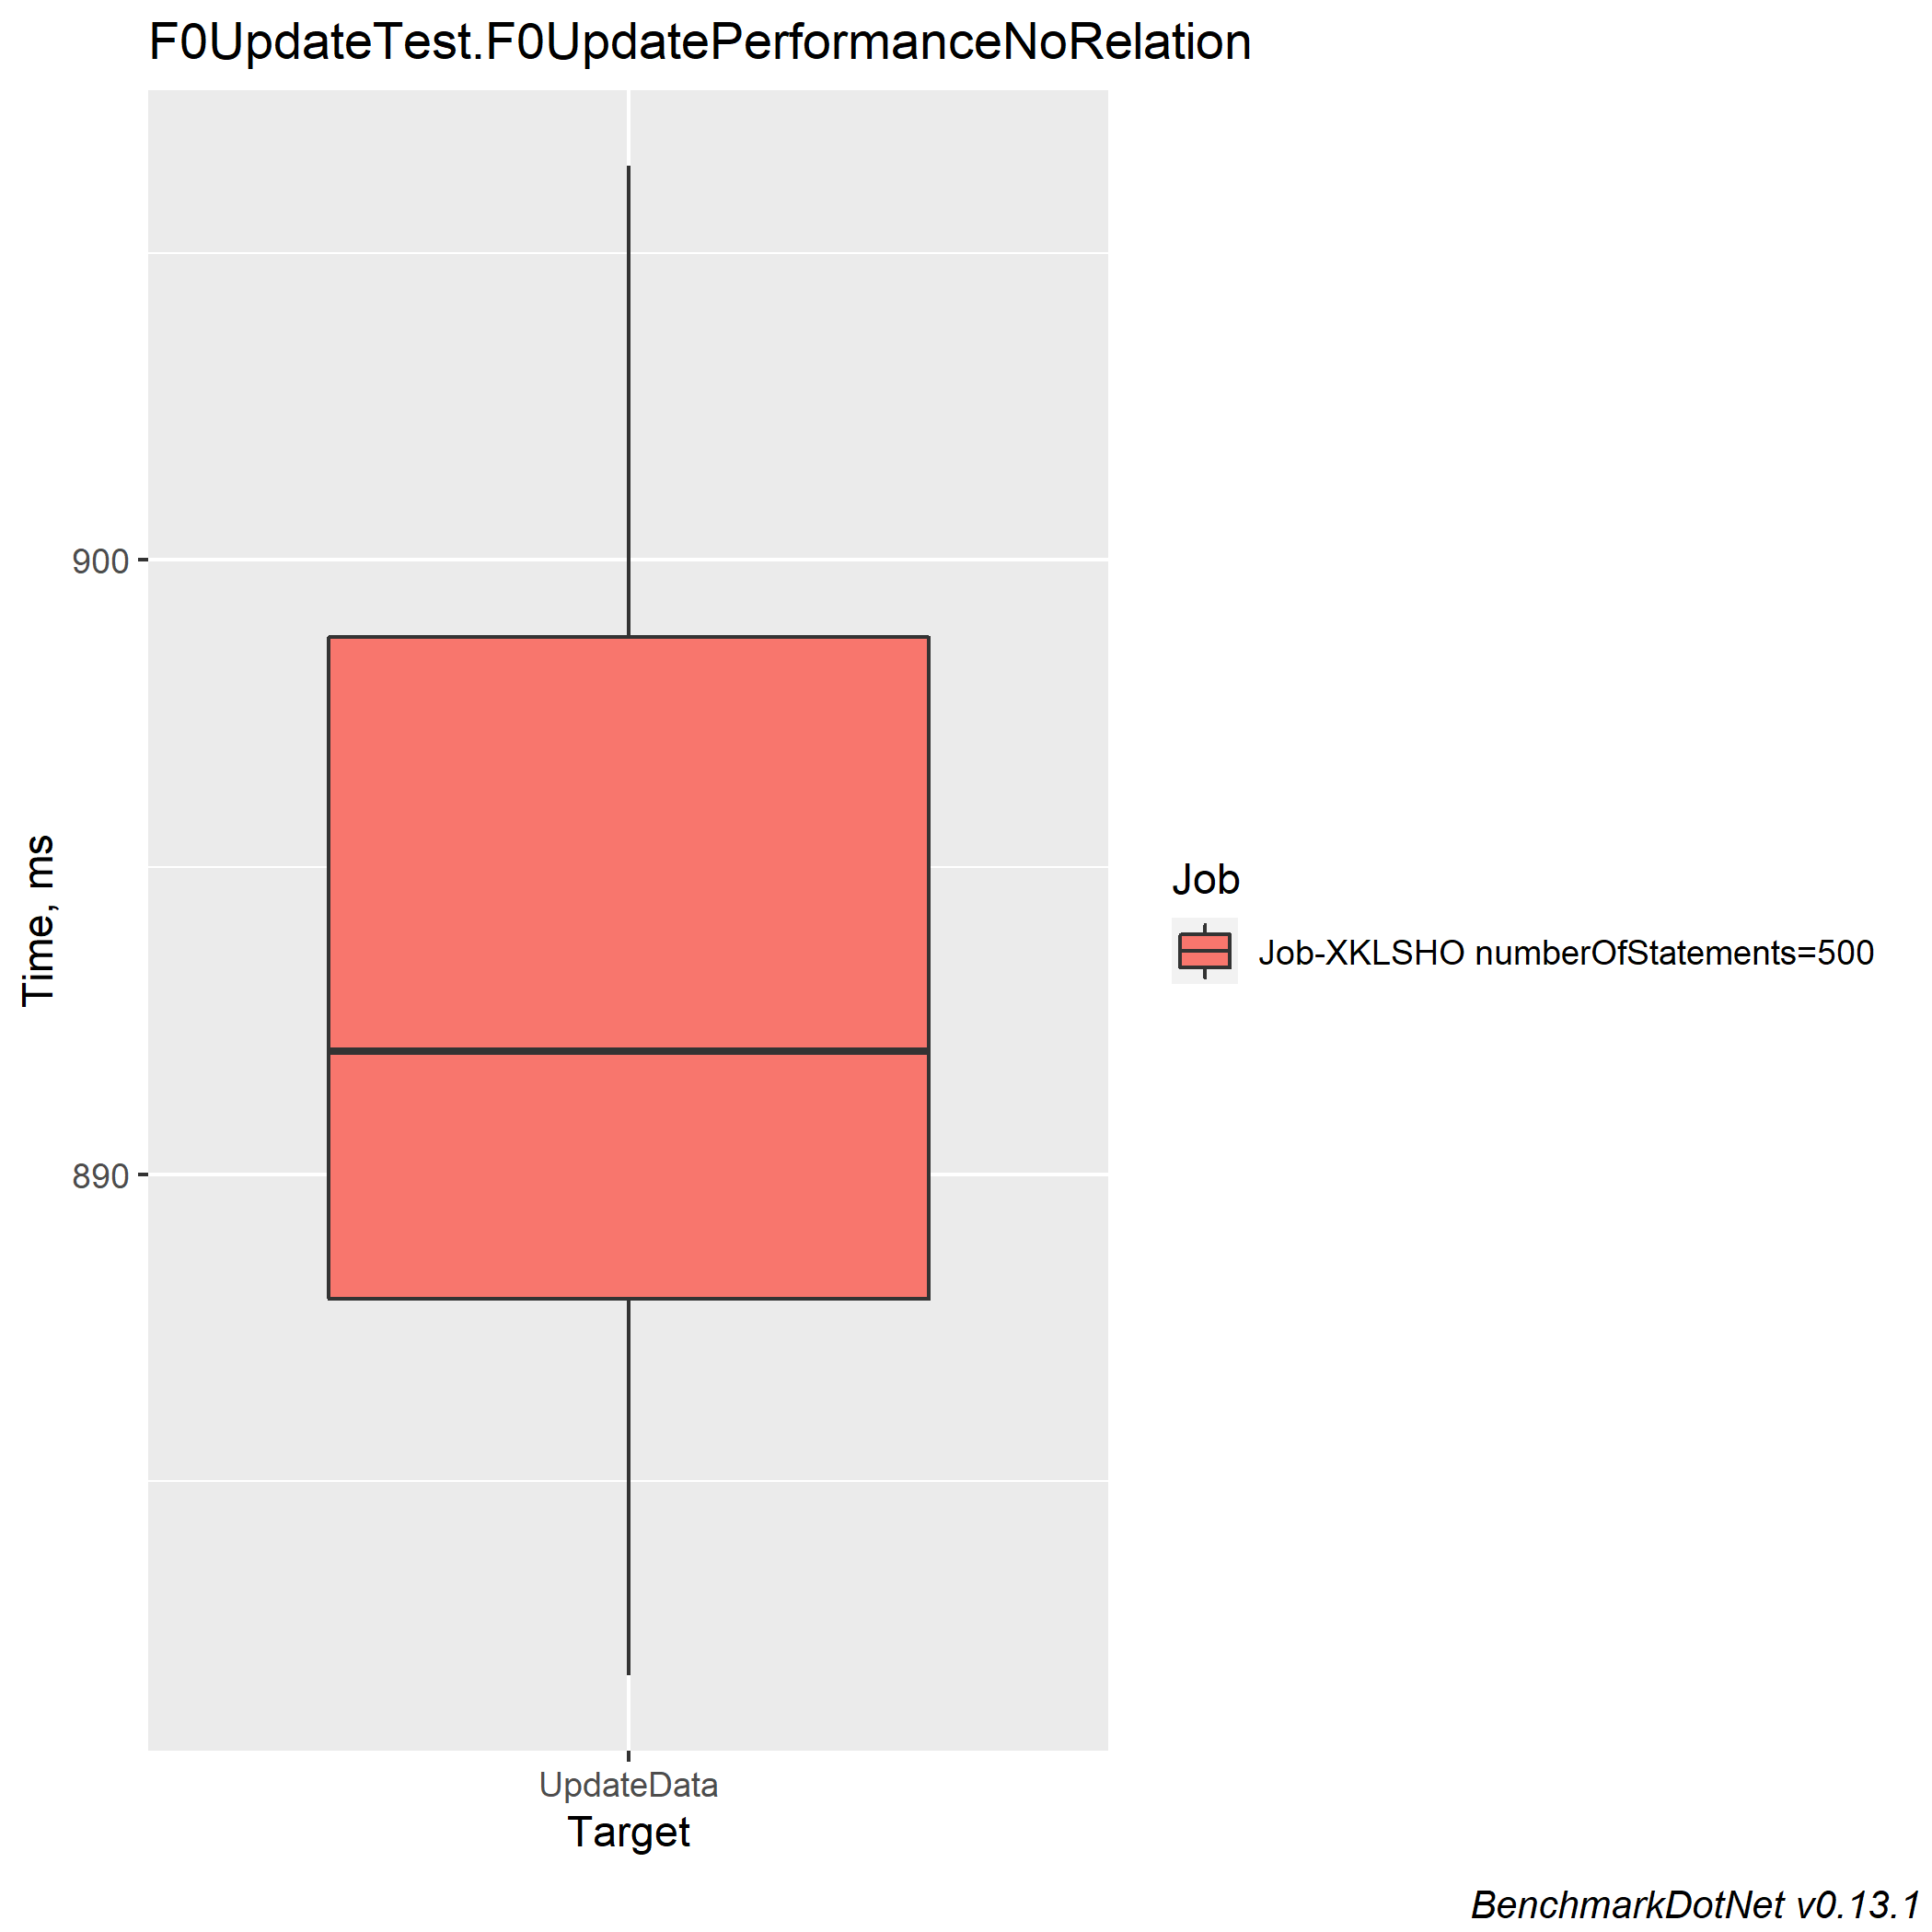 F0UpdateTest.F0UpdatePerformanceNoRelation
900
890
Time, ms
UpdateData
Target
Job
Job-XKLSHO numberOfStatements=500
BenchmarkDotNet v0.13.1